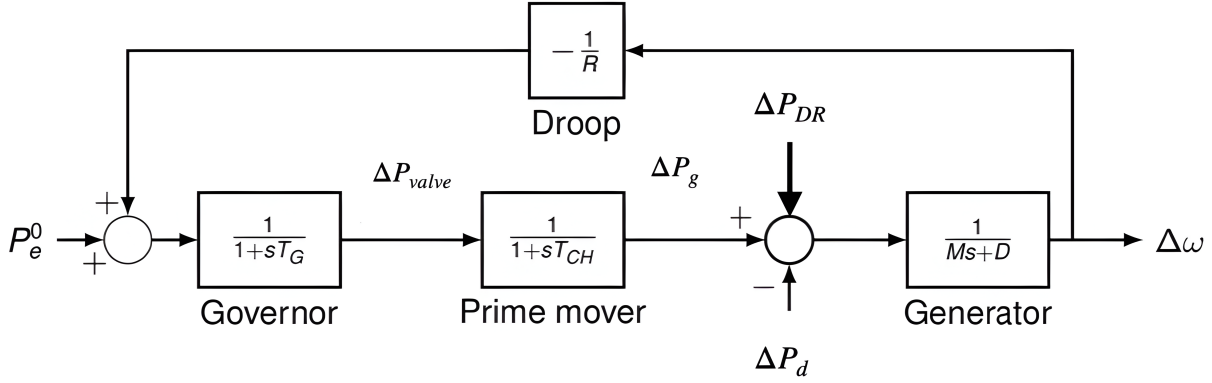 − 1/R
Droop
ΔP_DR
ΔP_valve
ΔP_g
+
+
P_e^0
+
1/(1+sT_G)
1/(1+sT_CH)
1/(Ms+D)
Δω
−
Governor
Prime mover
Generator
ΔP_d